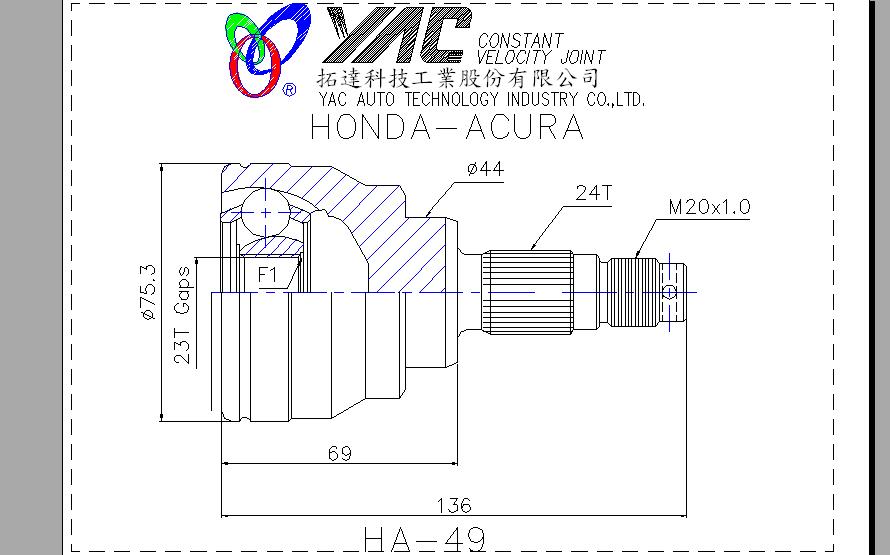 YAC CONSTANT
VELOCITY JOINT
®
拓達科技工業股份有限公司
YAC AUTO TECHNOLOGY INDUSTRY CO.,LTD.
HONDA-ACURA
ø44
24T
M20x1.0
F1
ø75.3
23T Gaps
69
136
HA-49